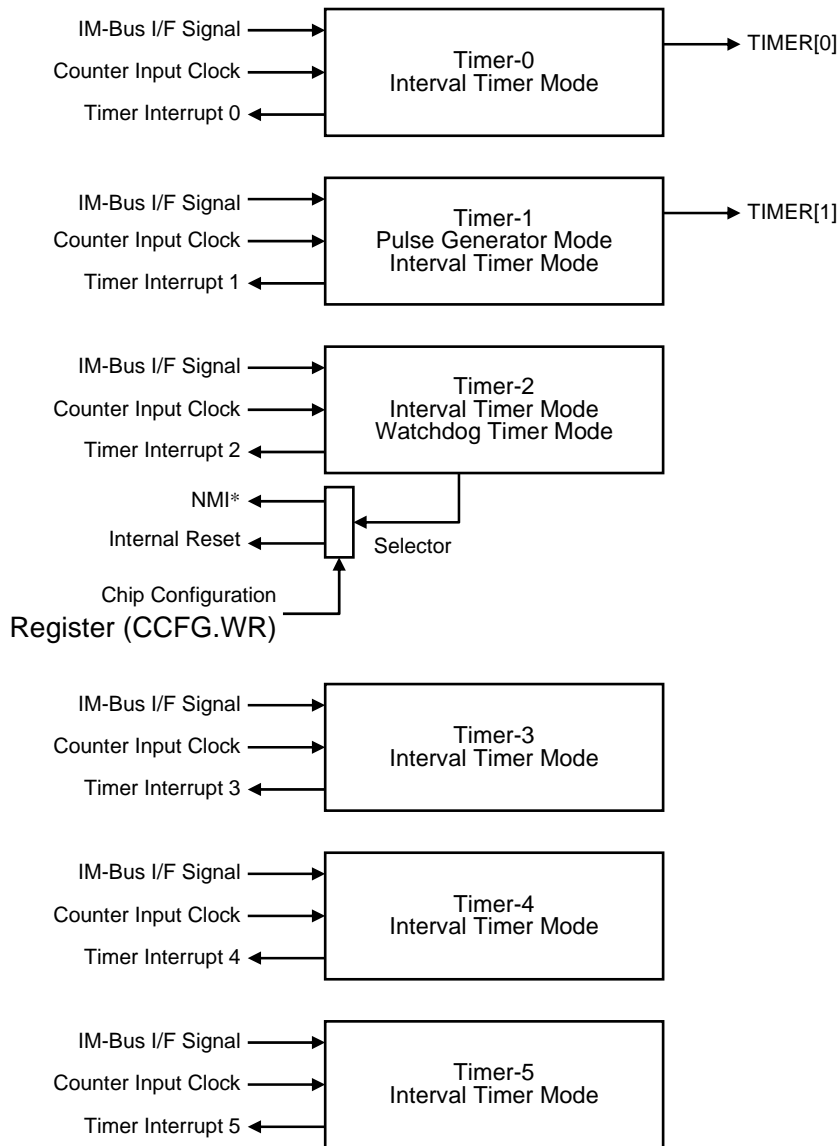 IM-Bus I/F Signal
Counter Input Clock
Timer Interrupt 0
Timer-0
Interval Timer Mode
TIMER[0]
IM-Bus I/F Signal
Counter Input Clock
Timer Interrupt 1
Timer-1
Pulse Generator Mode
Interval Timer Mode
TIMER[1]
IM-Bus I/F Signal
Counter Input Clock
Timer Interrupt 2
Timer-2
Interval Timer Mode
Watchdog Timer Mode
NMI*
Internal Reset
Selector
Chip Configuration
Register (CCFG.WR)
IM-Bus I/F Signal
Counter Input Clock
Timer Interrupt 3
Timer-3
Interval Timer Mode
IM-Bus I/F Signal
Counter Input Clock
Timer Interrupt 4
Timer-4
Interval Timer Mode
IM-Bus I/F Signal
Counter Input Clock
Timer Interrupt 5
Timer-5
Interval Timer Mode